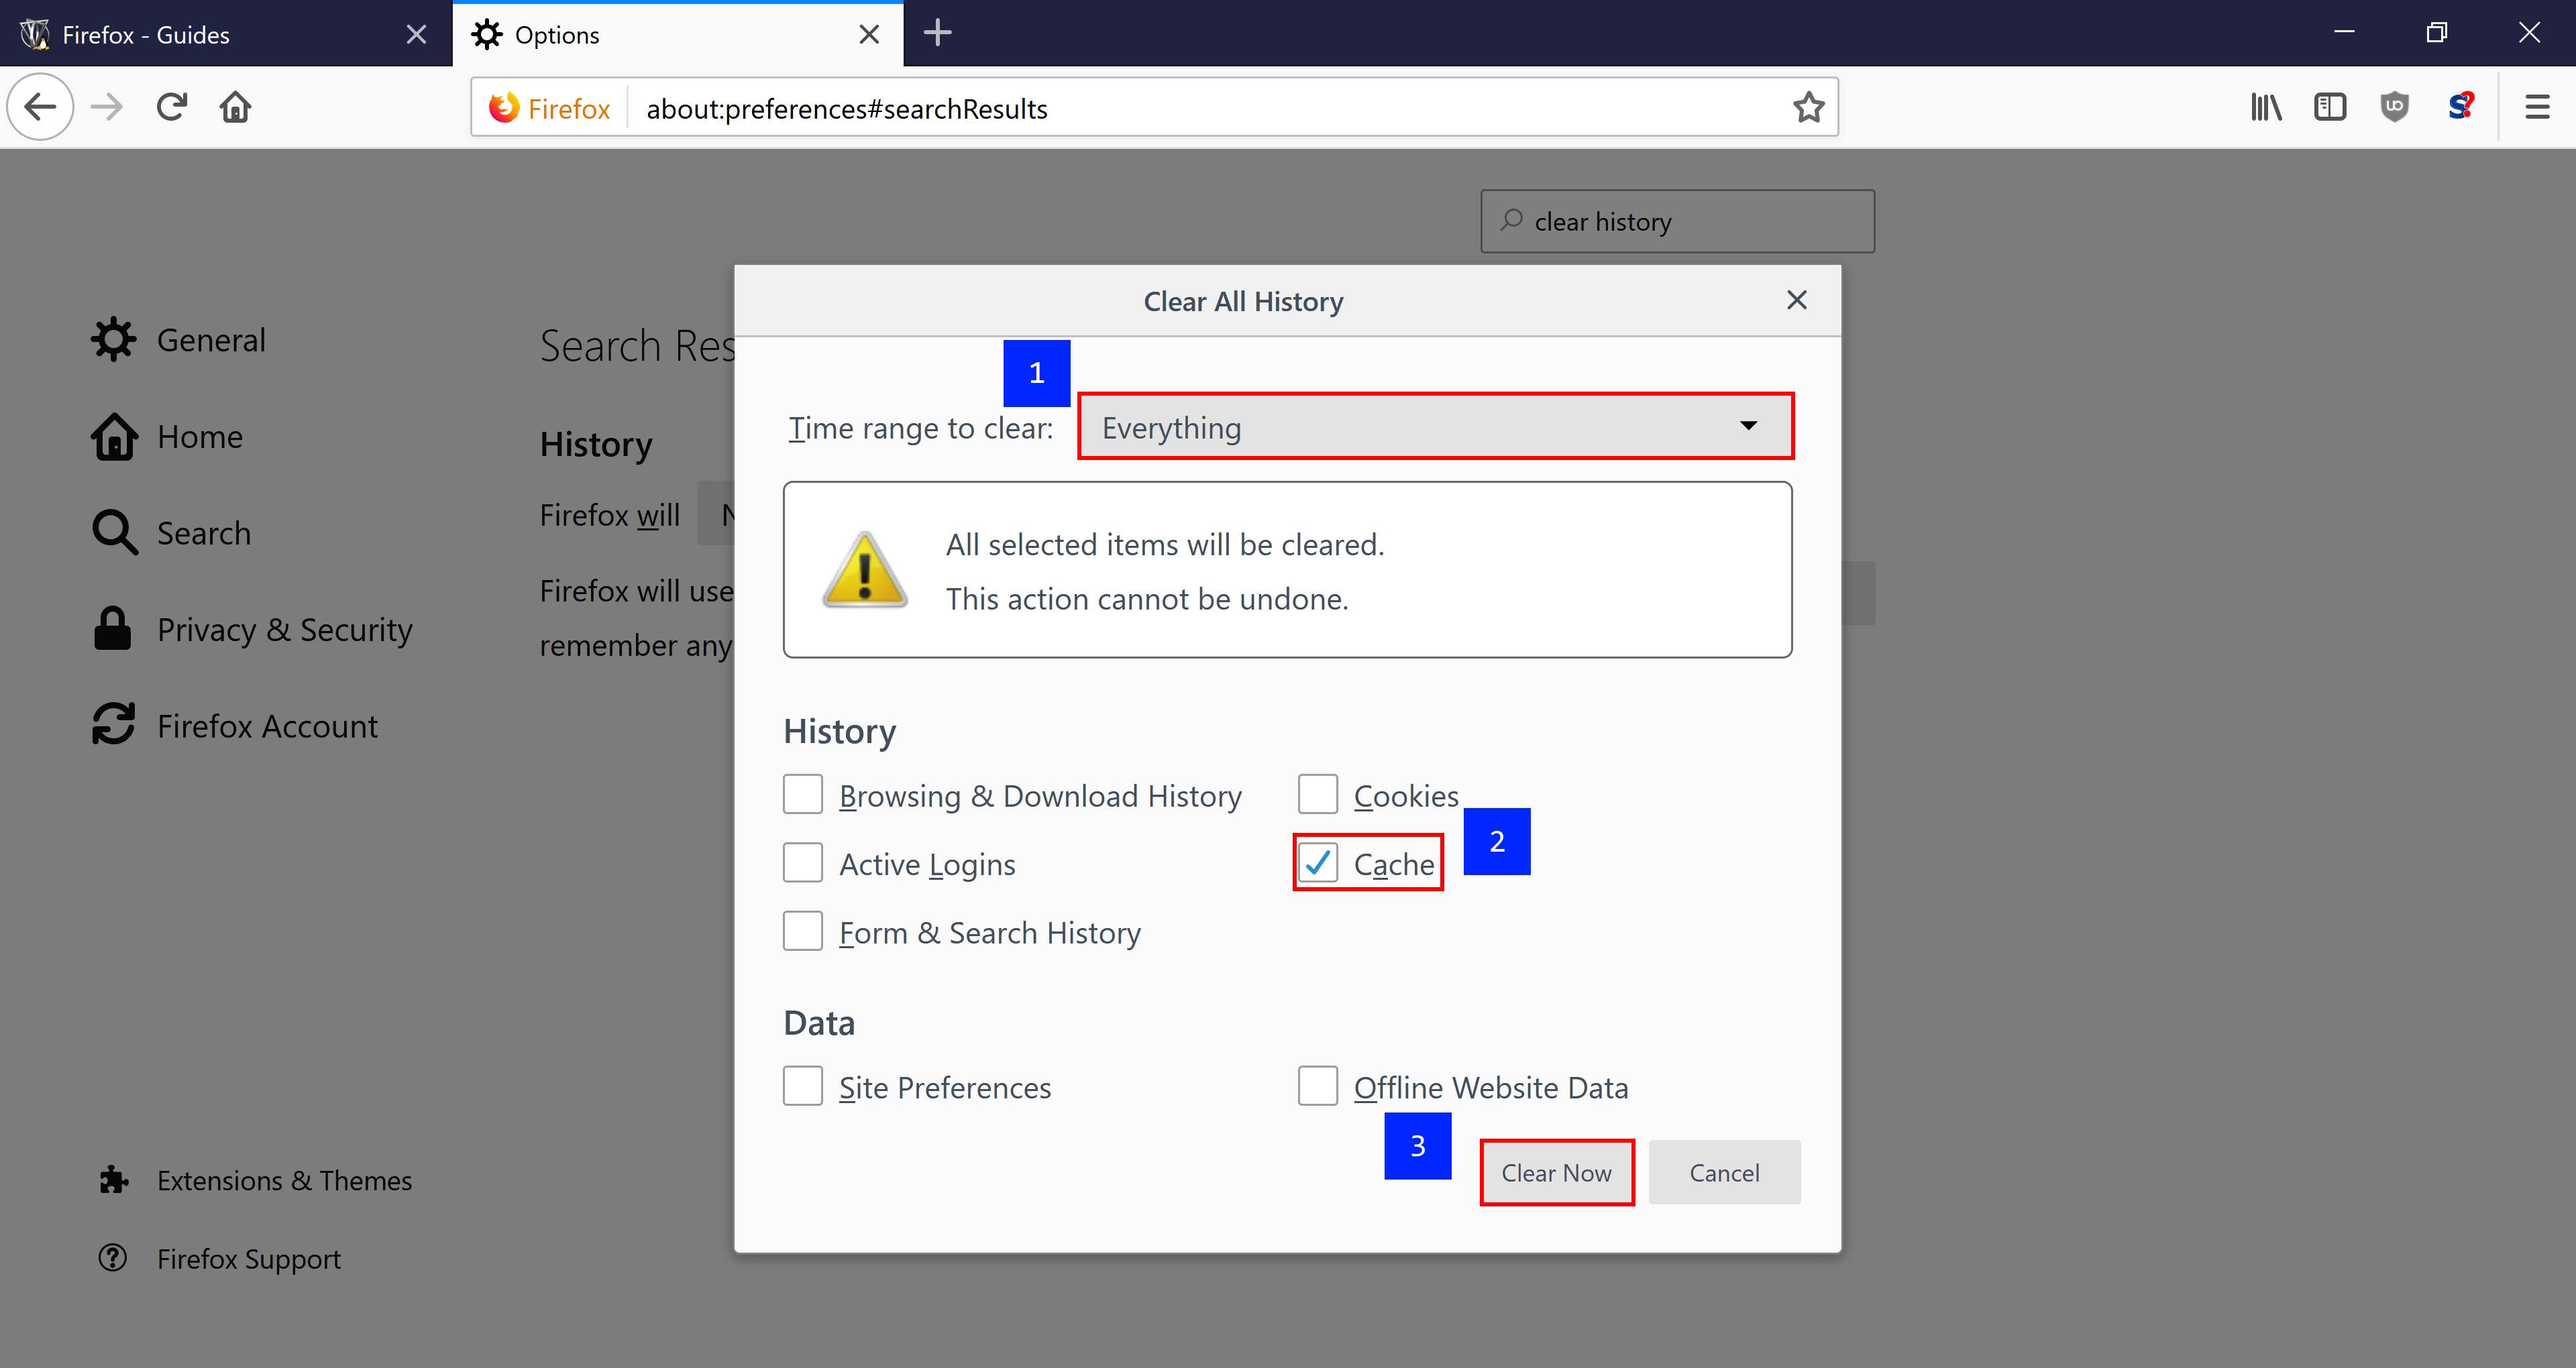 Firefox - Guides
Options
Firefox
about:preferences#searchResults
clear history
General
Home
Search
Privacy & Security
Firefox Account
Extensions & Themes
Firefox Support
Search Res
History
Firefox will N
Firefox will use
remember any
Clear All History
1
Time range to clear: Everything
All selected items will be cleared.
This action cannot be undone.
History
Browsing & Download History
Cookies
2
Active Logins
Cache
Form & Search History
Data
Site Preferences
Offline Website Data
3
Clear Now
Cancel